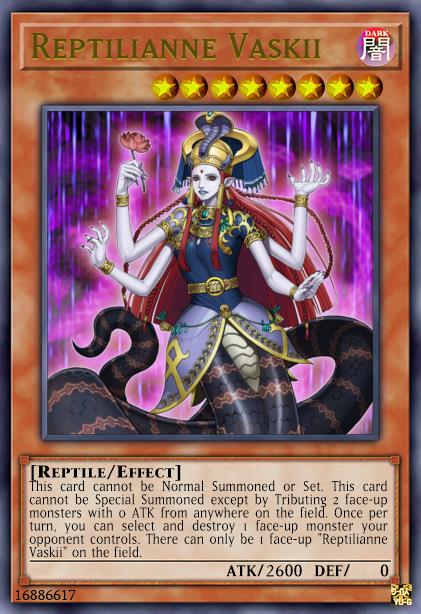 Reptilianne Vaskii
DARK
闇
[Reptile/Effect]
This card cannot be Normal Summoned or Set. This card
cannot be Special Summoned except by Tributing 2 face-up
monsters with 0 ATK from anywhere on the field. Once per
turn, you can select and destroy 1 face-up monster your
opponent controls. There can only be 1 face-up "Reptilianne
Vaskii" on the field.
ATK/2600 DEF/ 0
16886617